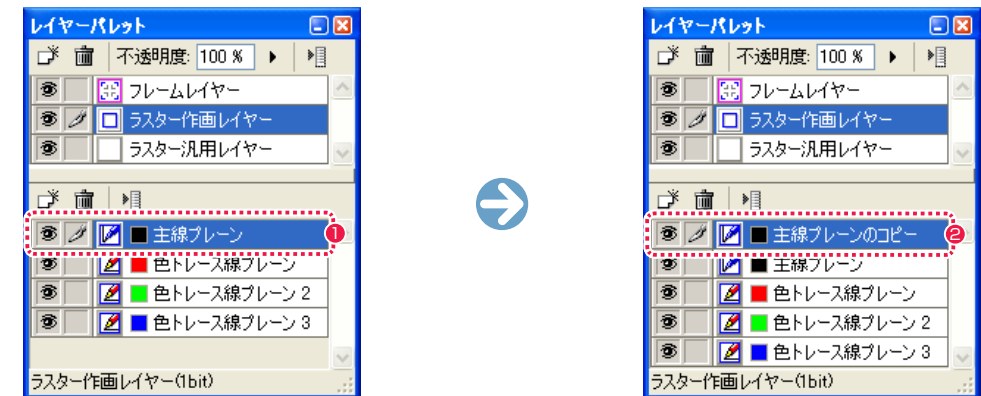 レイヤーパレット
不透明度: 100 %
フレームレイヤー
ラスター作画レイヤー
ラスター汎用レイヤー
主線プレーン
1
色トレース線プレーン
色トレース線プレーン 2
色トレース線プレーン 3
ラスター作画レイヤー(1bit)
レイヤーパレット
不透明度: 100 %
フレームレイヤー
ラスター作画レイヤー
ラスター汎用レイヤー
主線プレーンのコピー
2
主線プレーン
色トレース線プレーン
色トレース線プレーン 2
色トレース線プレーン 3
ラスター作画レイヤー(1bit)